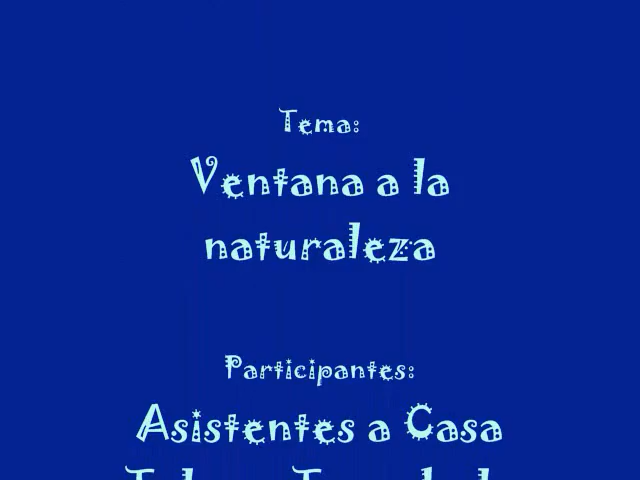 Tema:
Ventana a la
naturaleza
Participantes:
Asistentes a Casa